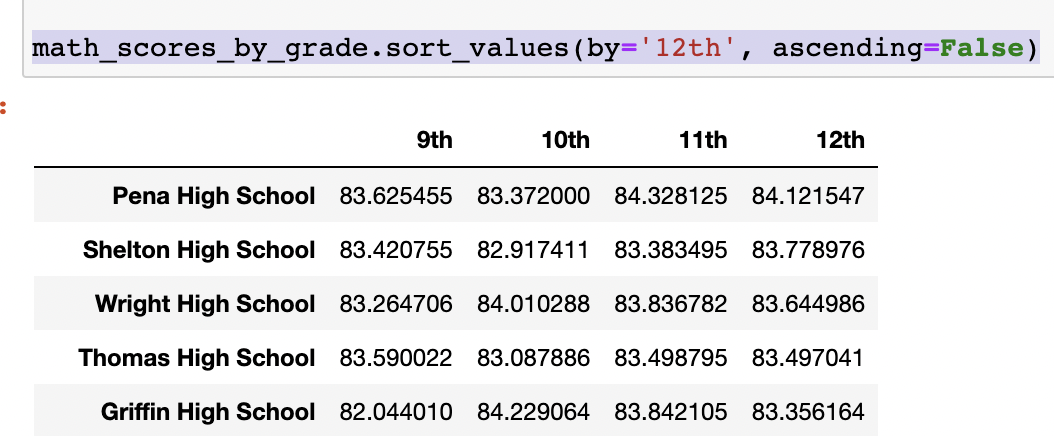 math_scores_by_grade.sort_values(by='12th', ascending=False)
:
9th 10th 11th 12th
Pena High School 83.625455 83.372000 84.328125 84.121547
Shelton High School 83.420755 82.917411 83.383495 83.778976
Wright High School 83.264706 84.010288 83.836782 83.644986
Thomas High School 83.590022 83.087886 83.498795 83.497041
Griffin High School 82.044010 84.229064 83.842105 83.356164